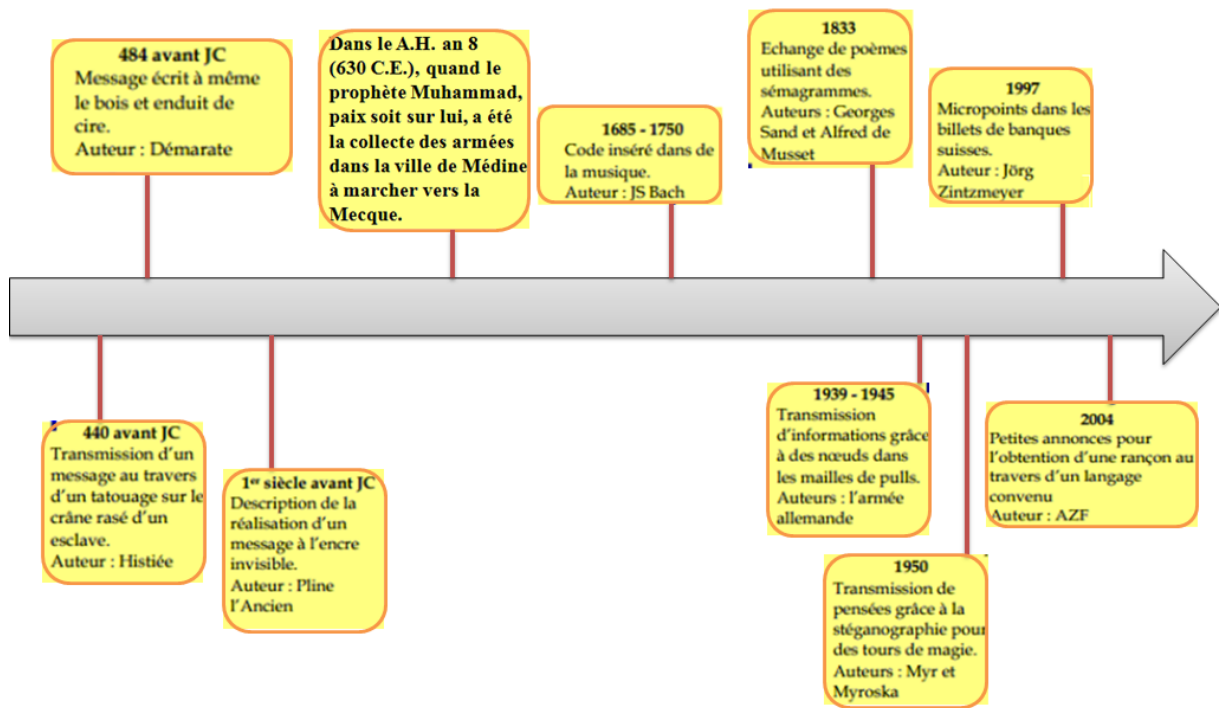 484 avant JC
Message écrit à même
le bois et enduit de
cire.
Auteur : Démarate
Dans le A.H. an 8
(630 C.E.), quand le
prophète Muhammad,
paix soit sur lui, a été
la collecte des armées
dans la ville de Médine
à marcher vers la
Mecque.
1685 - 1750
Code inséré dans de
la musique.
Auteur : JS Bach
1833
Echange de poèmes
utilisant des
sémagrammes.
Auteurs : Georges
Sand et Alfred de
Musset
1997
Micropoints dans les
billets de banques
suisses.
Auteur : Jörg
Zintzmeyer
440 avant JC
Transmission d'un
message au travers
d'un tatouage sur le
crâne rasé d'un
esclave.
Auteur : Histiée
1er siècle avant JC
Description de la
réalisation d'un
message à l'encre
invisible.
Auteur : Pline
l'Ancien
1939 - 1945
Transmission
d'informations grâce
à des nœuds dans
les mailles de pulls.
Auteurs : l'armée
allemande
1950
Transmission de
pensées grâce à la
stéganographie pour
des tours de magie.
Auteurs : Myr et
Myroska
2004
Petites annonces pour
l'obtention d'une rançon au
travers d'un langage
convenu
Auteur : AZF